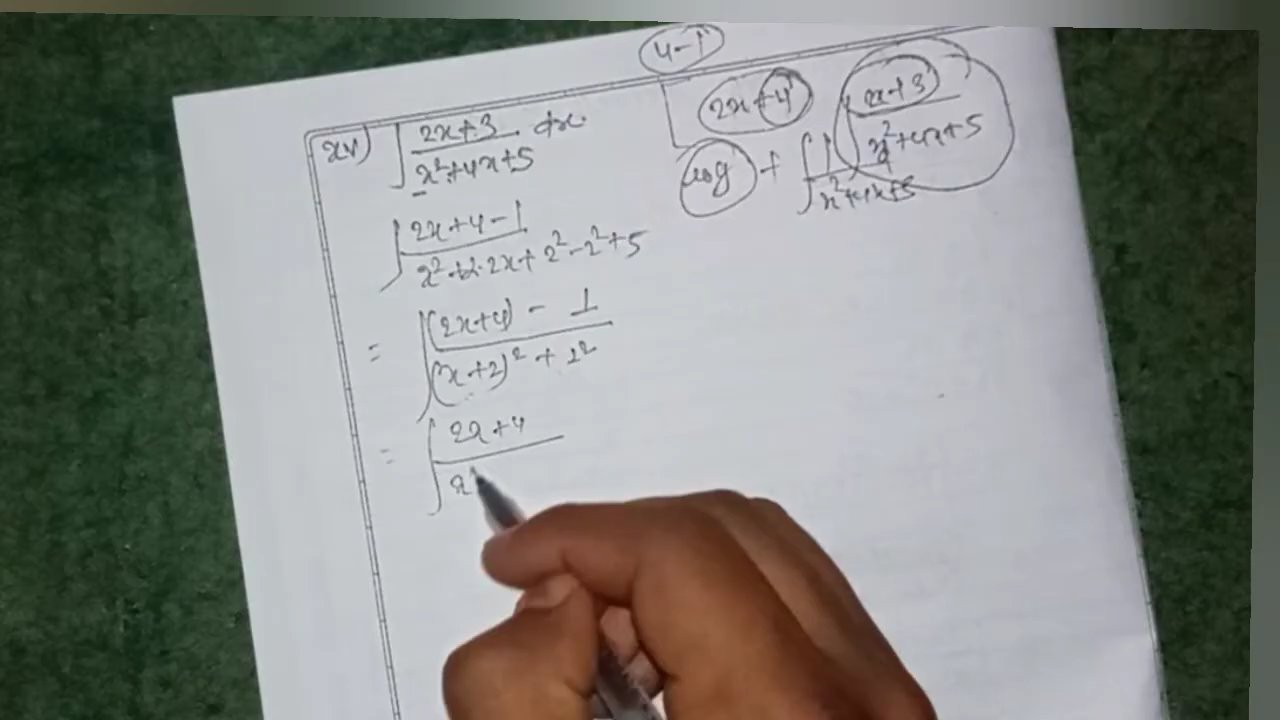 4-1
xv) ∫ 2x+3 / x²+4x+5 dx.
2x+4
log + ∫ 1 / x²+4x+5
2x+3 / x²+4x+5
∫ 2x+4-1 / x²+2·2x+2²-2²+5
= ∫ (2x+4) - 1 / (x+2)² + 1²
= ∫ 2x+4 / x²